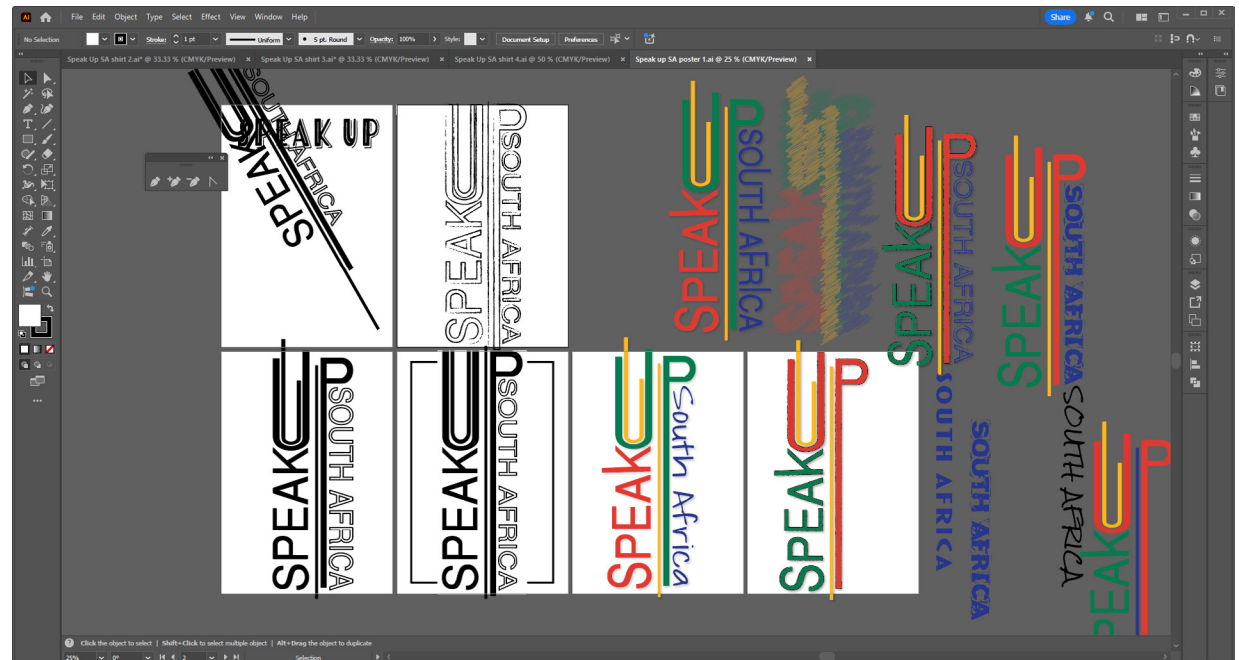 Ai File Edit Object Type Select Effect View Window Help Share
No Selection Stroke: 1 pt Uniform 5 pt. Round Opacity: 100% Style: Document Setup Preferences
Speak Up SA shirt 2.ai* @ 33.33 % (CMYK/Preview) × Speak Up SA shirt 3.ai* @ 33.33 % (CMYK/Preview) × Speak Up SA shirt 4.ai @ 50 % (CMYK/Preview) × Speak up SA poster 1.ai @ 25 % (CMYK/Preview) ×
SPEAK UP
SPEAK
SOUTH AFRICA
SPEAK UP
SOUTH AFRICA
SPEAK UP
SOUTH AFRICA
SPEAK UP
SOUTH AFRICA
SPEAK UP
SOUTH AFRICA
SOUTH AFRICA
SPEAK UP
SOUTH AFRICA
SOUTH AFRICA
SOUTH AFRICA
SPEAK UP
SPEAK UP
SOUTH AFRICA
SPEAK UP
SOUTH AFRICA
SPEAK UP
South Africa
SPEAK UP
Click the object to select | Shift+Click to select multiple object | Alt+Drag the object to duplicate
25% 0° 2 Selection